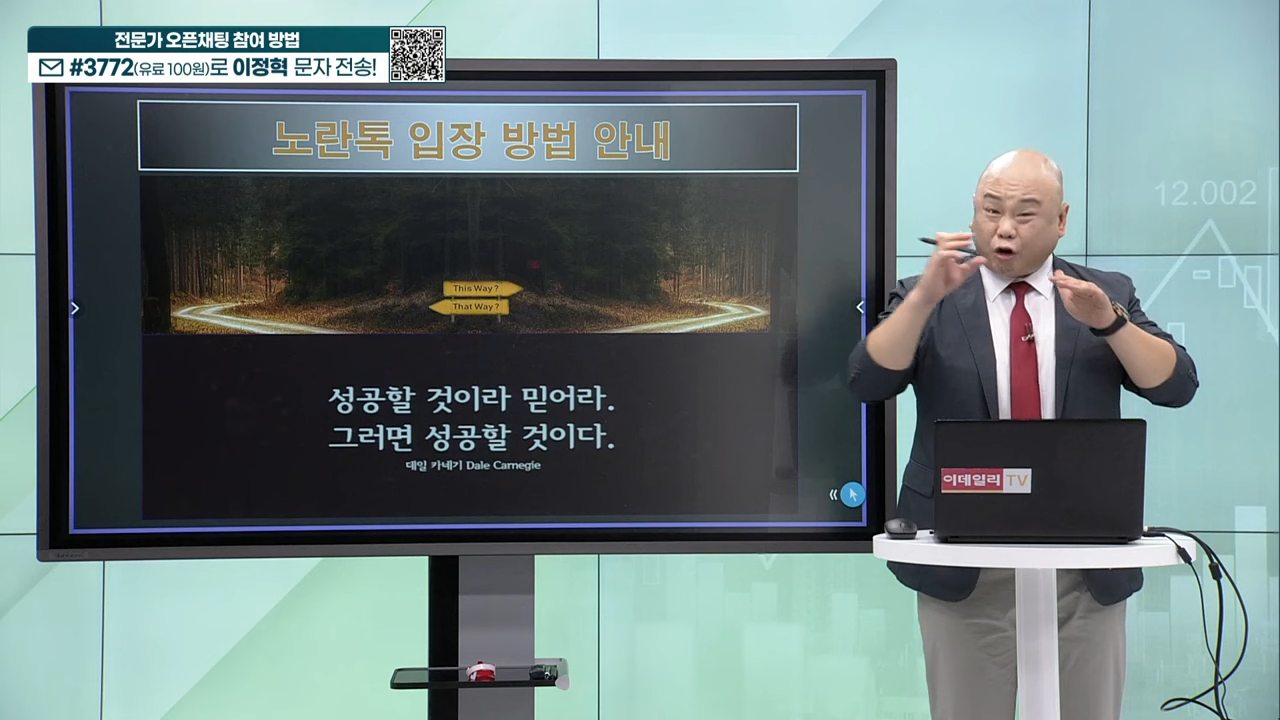 전문가 오픈채팅 참여 방법
#3772(유료 100원)로 이정혁 문자 전송!
노란톡 입장 방법 안내
This Way?
That Way?
성공할 것이라 믿어라.
그러면 성공할 것이다.
데일 카네기 Dale Carnegie
12.002
이데일리TV